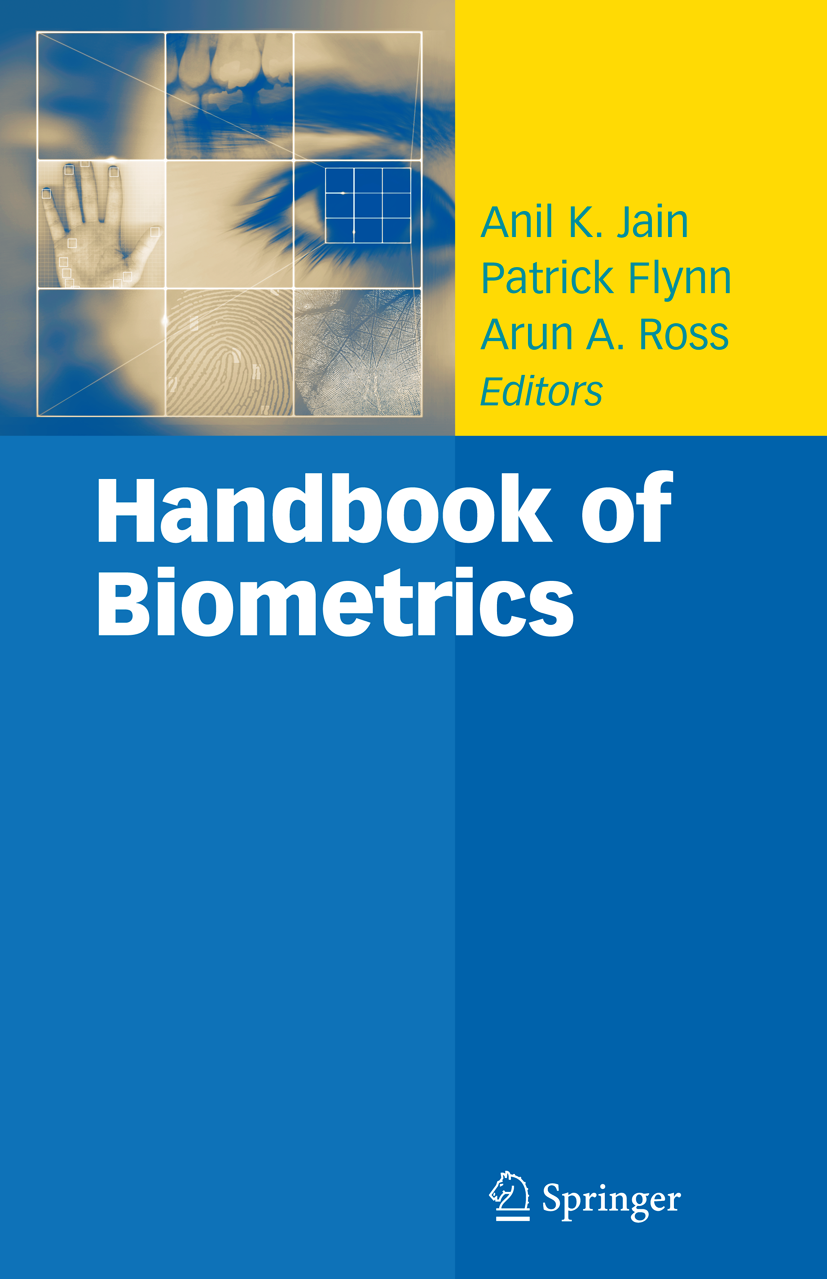 Anil K. Jain
Patrick Flynn
Arun A. Ross
Editors
Handbook of
Biometrics
Springer